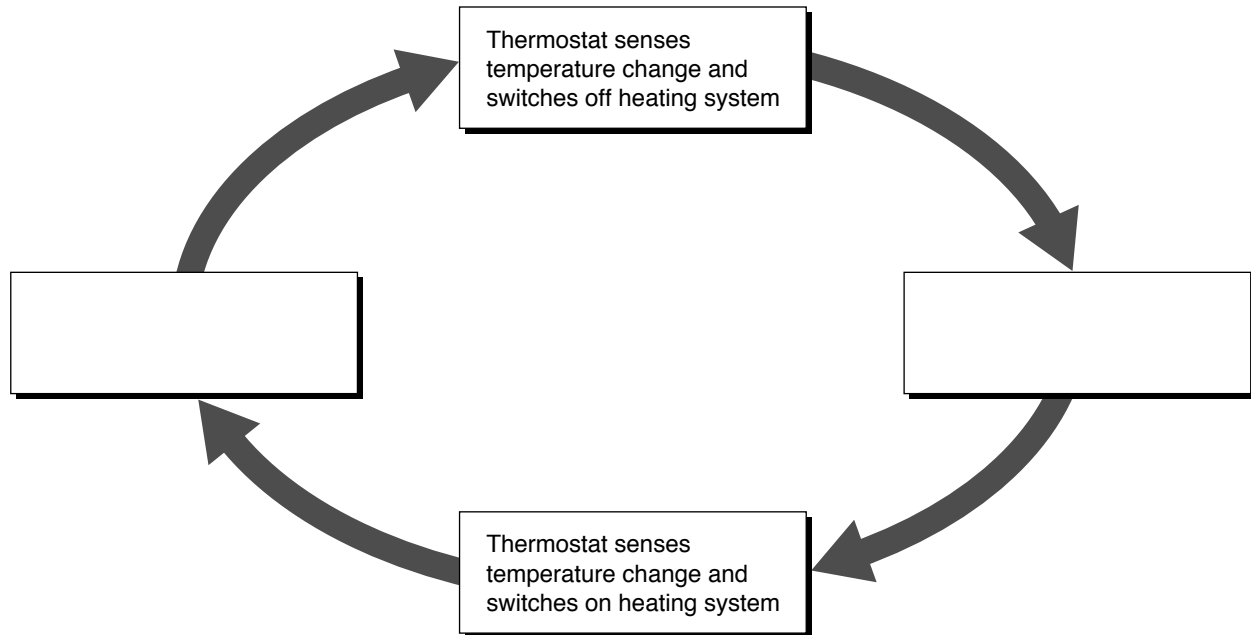 Thermostat senses
temperature change and
switches off heating system
Thermostat senses
temperature change and
switches on heating system